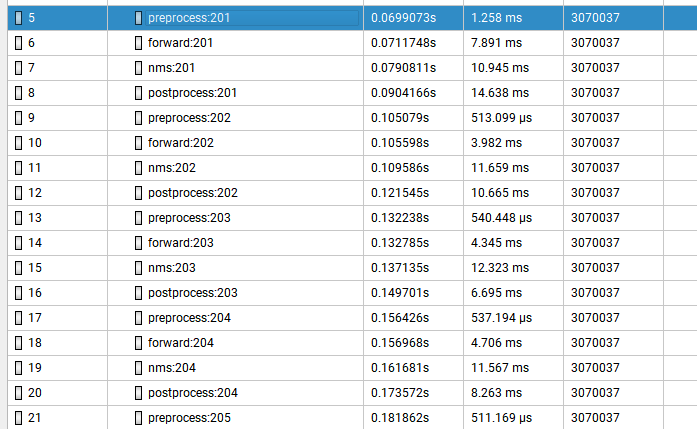 5 preprocess:201 0.0699073s 1.258 ms 3070037
6 forward:201 0.0711748s 7.891 ms 3070037
7 nms:201 0.0790811s 10.945 ms 3070037
8 postprocess:201 0.0904166s 14.638 ms 3070037
9 preprocess:202 0.105079s 513.099 μs 3070037
10 forward:202 0.105598s 3.982 ms 3070037
11 nms:202 0.109586s 11.659 ms 3070037
12 postprocess:202 0.121545s 10.665 ms 3070037
13 preprocess:203 0.132238s 540.448 μs 3070037
14 forward:203 0.132785s 4.345 ms 3070037
15 nms:203 0.137135s 12.323 ms 3070037
16 postprocess:203 0.149701s 6.695 ms 3070037
17 preprocess:204 0.156426s 537.194 μs 3070037
18 forward:204 0.156968s 4.706 ms 3070037
19 nms:204 0.161681s 11.567 ms 3070037
20 postprocess:204 0.173572s 8.263 ms 3070037
21 preprocess:205 0.181862s 511.169 μs 3070037